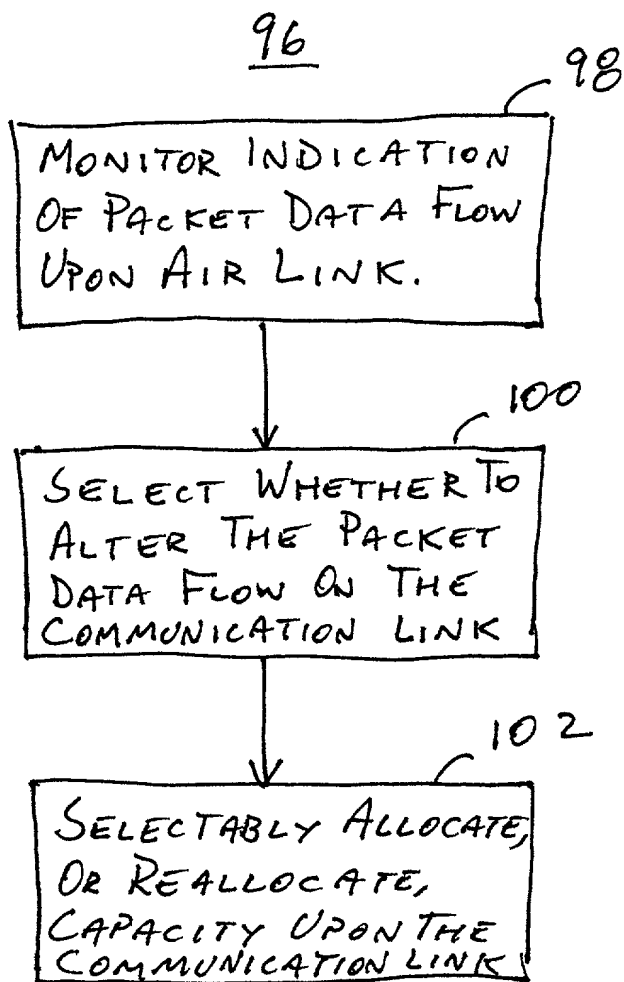 96
98
MONITOR INDICATION
OF PACKET DATA FLOW
UPON AIR LINK.
100
SELECT WHETHER TO
ALTER THE PACKET
DATA FLOW ON THE
COMMUNICATION LINK
102
SELECTABLY ALLOCATE,
OR REALLOCATE,
CAPACITY UPON THE
COMMUNICATION LINK